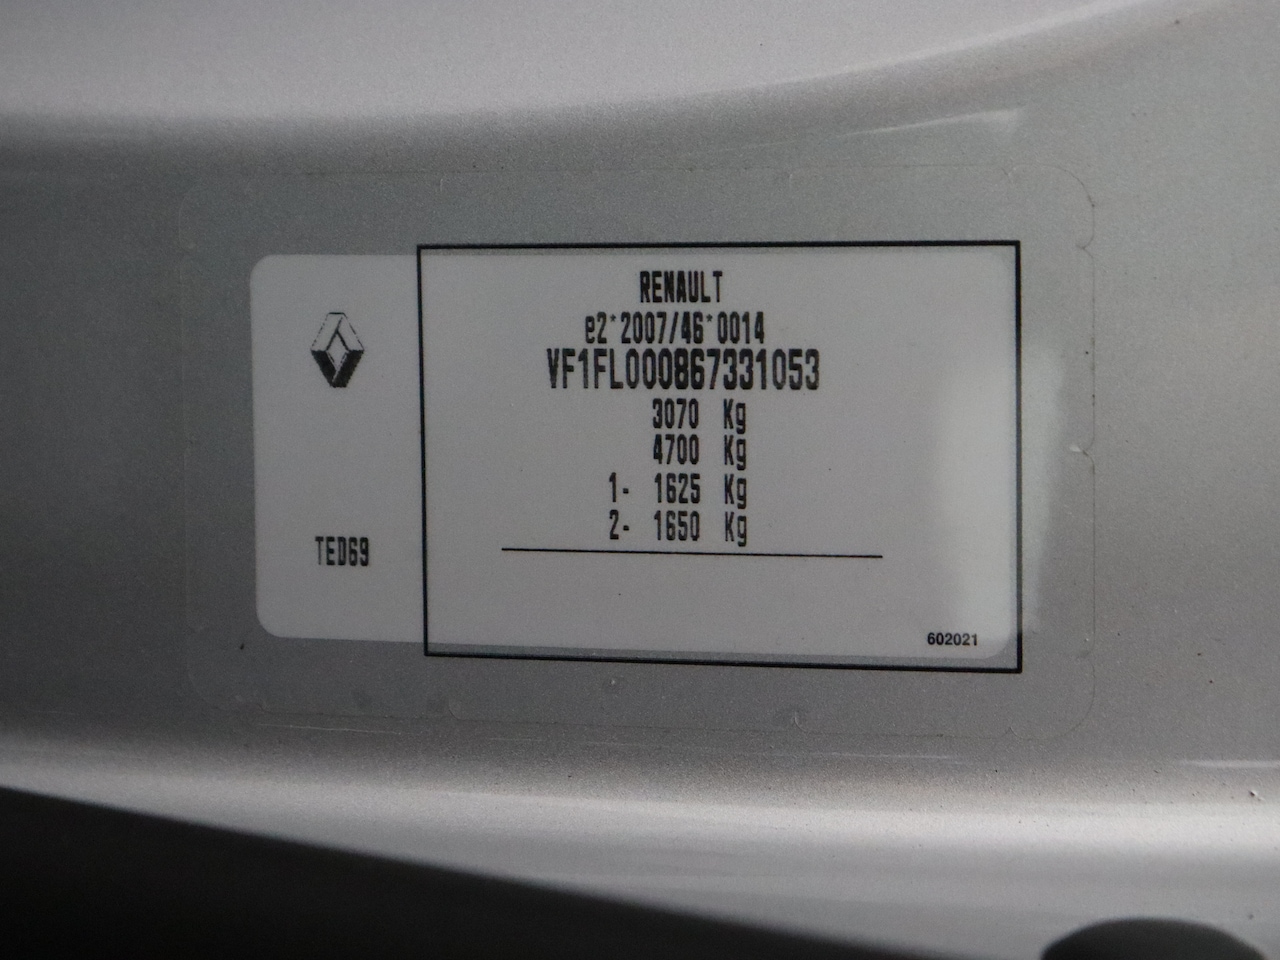 RENAULT
e2*2007/46*0014
VF1FL000867331053
3070 Kg
4700 Kg
1- 1625 Kg
2- 1650 Kg
TED69
602021